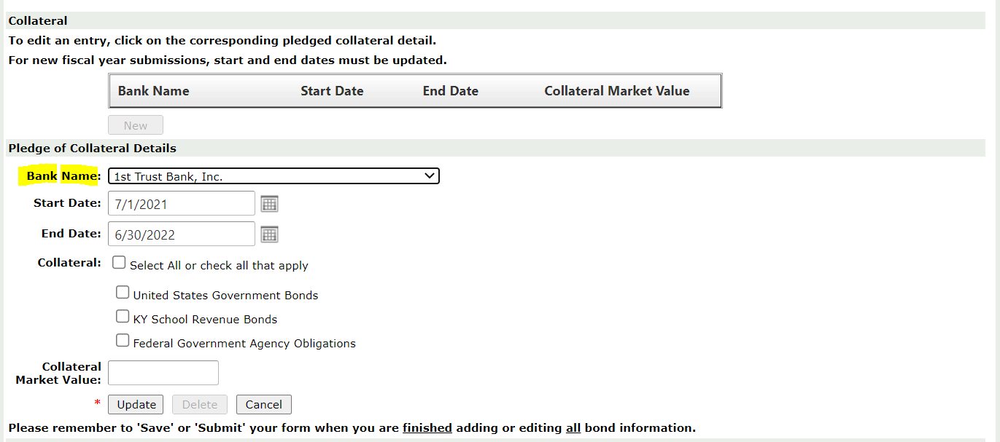 Collateral
To edit an entry, click on the corresponding pledged collateral detail.
For new fiscal year submissions, start and end dates must be updated.
Bank Name Start Date End Date Collateral Market Value
New
Pledge of Collateral Details
Bank Name: 1st Trust Bank, Inc.
Start Date: 7/1/2021
End Date: 6/30/2022
Collateral: Select All or check all that apply
United States Government Bonds
KY School Revenue Bonds
Federal Government Agency Obligations
Collateral
Market Value:
* Update Delete Cancel
Please remember to 'Save' or 'Submit' your form when you are finished adding or editing all bond information.